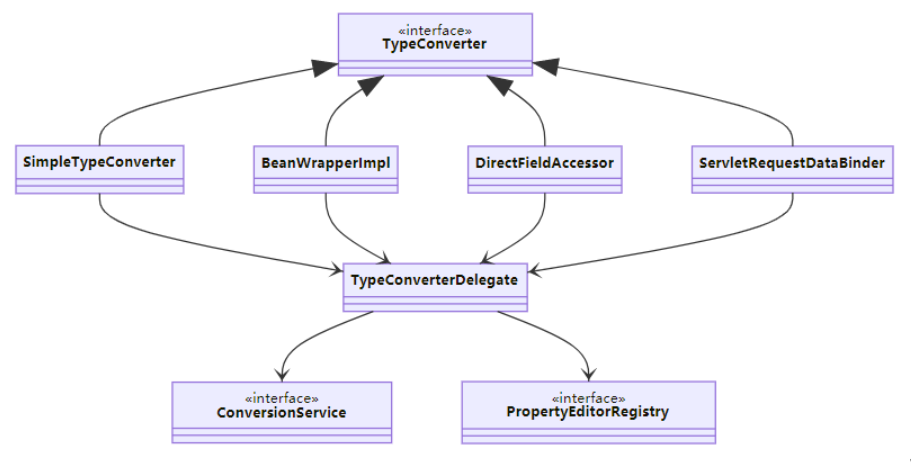 «interface»
TypeConverter
SimpleTypeConverter
BeanWrapperImpl
DirectFieldAccessor
ServletRequestDataBinder
TypeConverterDelegate
«interface»
ConversionService
«interface»
PropertyEditorRegistry